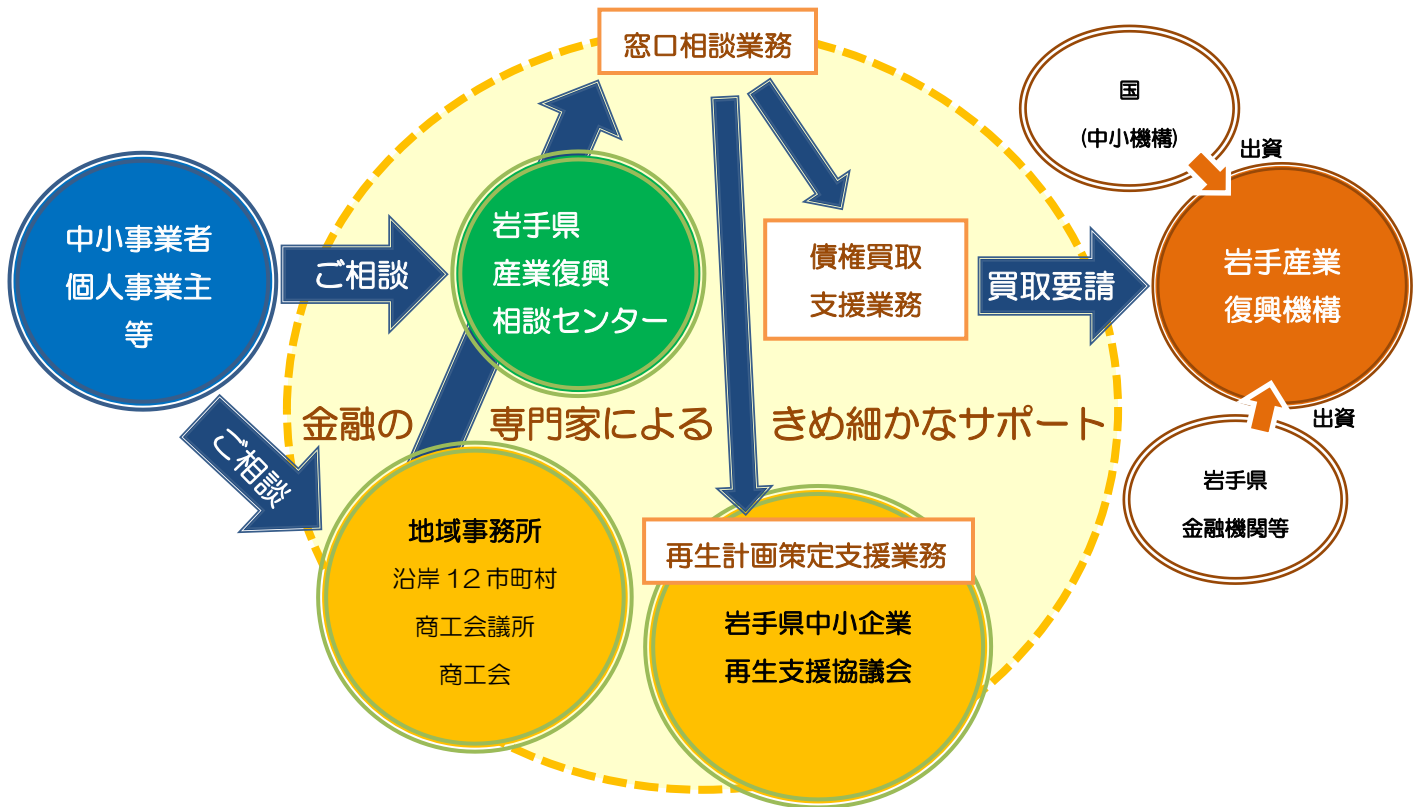 窓口相談業務
国
(中小機構)
出資
中小事業者
個人事業主
等
ご相談
岩手県
産業復興
相談センター
債権買取
支援業務
買取要請
岩手産業
復興機構
ご相談
金融の 専門家による きめ細かなサポート
出資
岩手県
金融機関等
地域事務所
沿岸12市町村
商工会議所
商工会
再生計画策定支援業務
岩手県中小企業
再生支援協議会